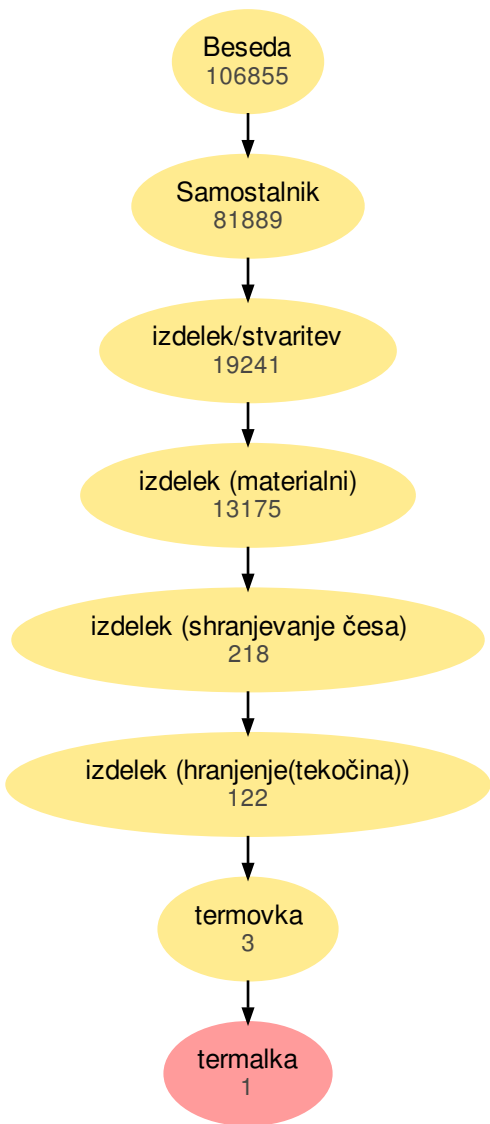 Beseda
106855
Samostalnik
81889
izdelek/stvaritev
19241
izdelek (materialni)
13175
izdelek (shranjevanje česa)
218
izdelek (hranjenje(tekočina))
122
termovka
3
termalka
1